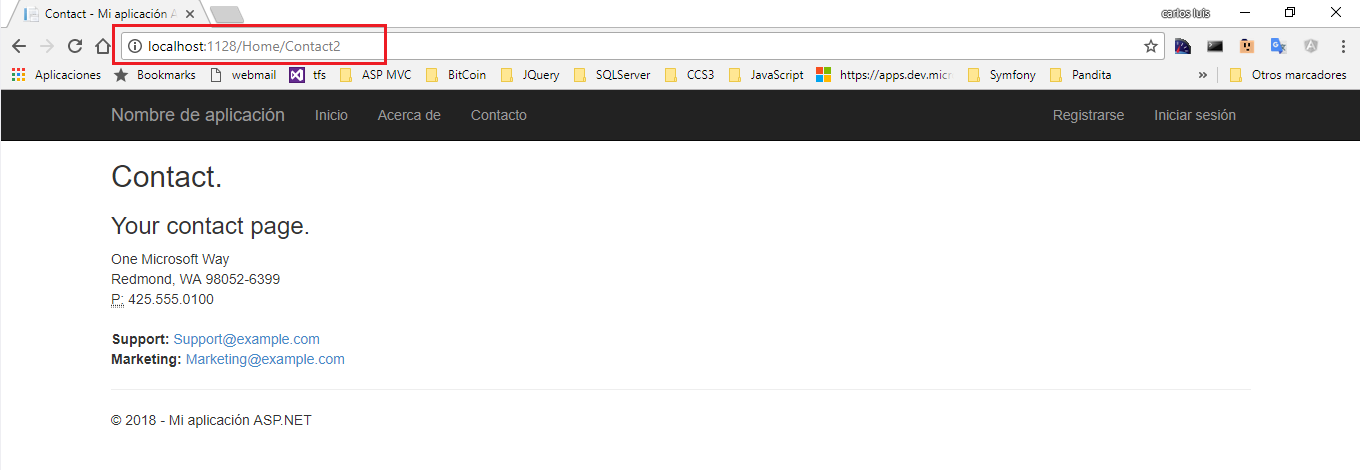 Contact - Mi aplicación A
carlos luis
localhost:1128/Home/Contact2
Aplicaciones Bookmarks webmail tfs ASP MVC BitCoin JQuery SQLServer CCS3 JavaScript https://apps.dev.micr Symfony Pandita » Otros marcadores
Nombre de aplicación Inicio Acerca de Contacto Registrarse Iniciar sesión
Contact.
Your contact page.
One Microsoft Way
Redmond, WA 98052-6399
P: 425.555.0100
Support: Support@example.com
Marketing: Marketing@example.com
© 2018 - Mi aplicación ASP.NET